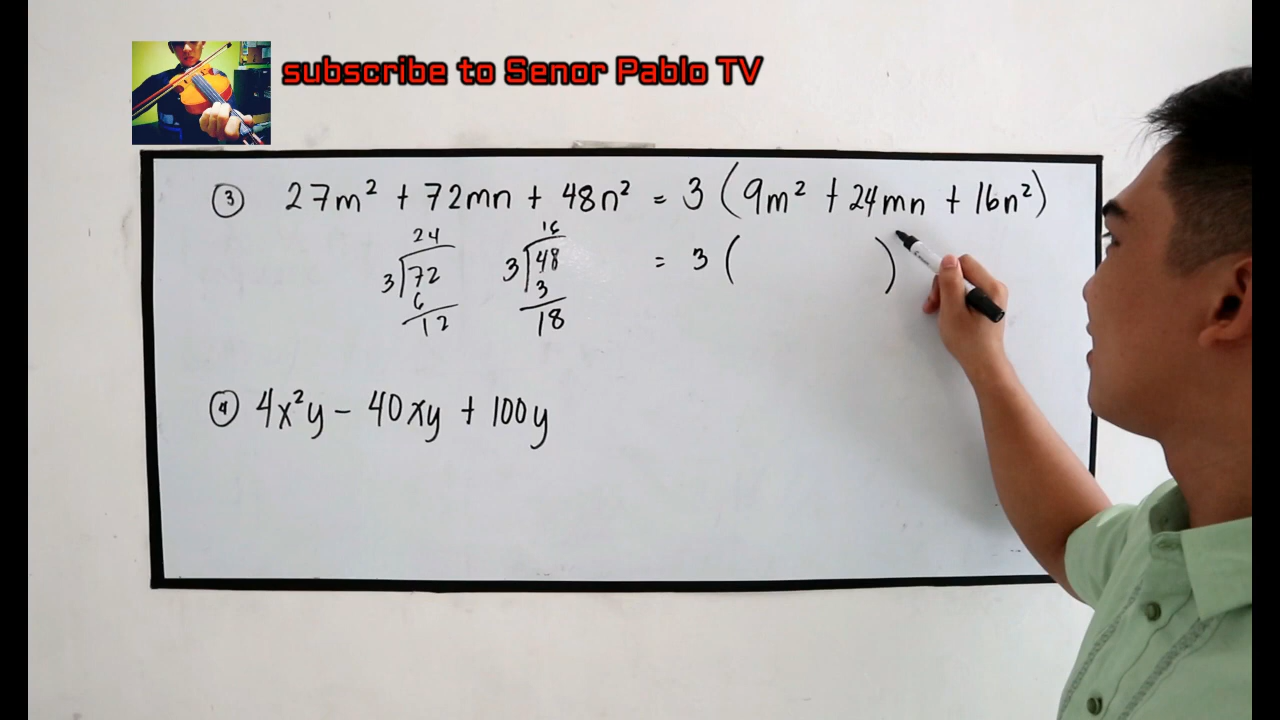 subscribe to Senor Pablo TV
③ 27m² + 72mn + 48n² = 3 (9m² + 24mn + 16n²)
= 3 ( )
24
3⟌72
6
12
16
3⟌48
3
18
④ 4x²y - 40xy + 100y